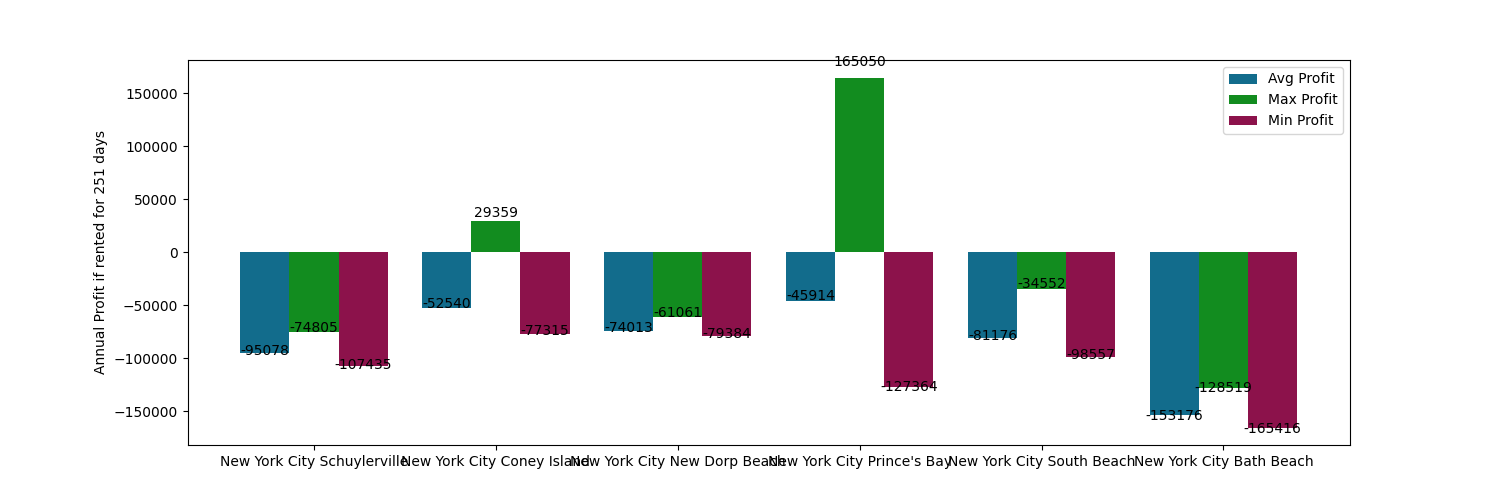 165050
150000
100000
50000
0
−50000
−100000
−150000
Annual Profit if rented for 251 days
Avg Profit
Max Profit
Min Profit
-95078
-74805
-107435
-52540
29359
-77315
-74013
-61061
-79384
-45914
-127364
-81176
-34552
-98557
-153176
-128519
-165416
New York City Schuylerville
New York City Coney Island
New York City New Dorp Beach
New York City Prince's Bay
New York City South Beach
New York City Bath Beach